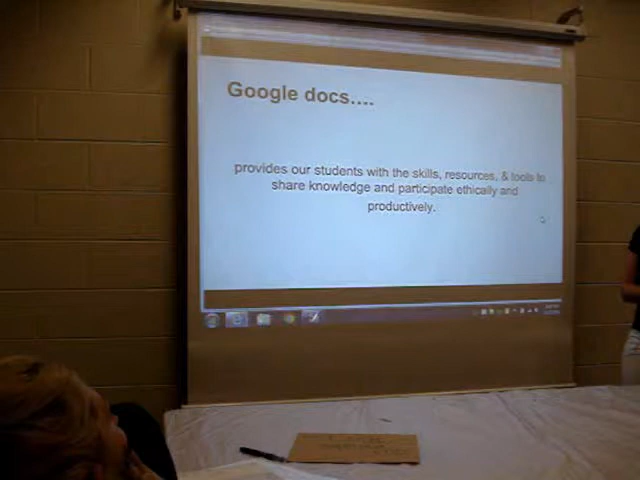 Google docs....
provides our students with the skills, resources, & tools to
share knowledge and participate ethically and
productively.